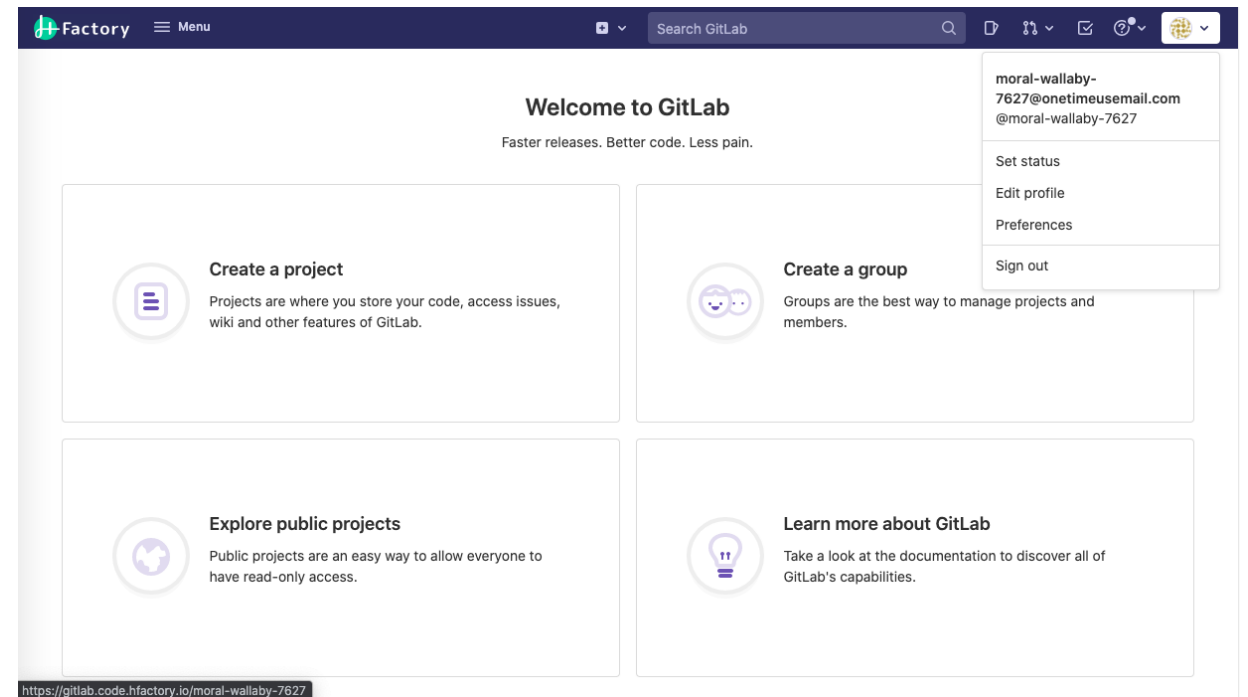 Factory
Menu
Search GitLab
moral-wallaby-
7627@onetimeusemail.com
@moral-wallaby-7627
Set status
Edit profile
Preferences
Sign out
Welcome to GitLab
Faster releases. Better code. Less pain.
Create a project
Projects are where you store your code, access issues,
wiki and other features of GitLab.
Create a group
Groups are the best way to manage projects and
members.
Explore public projects
Public projects are an easy way to allow everyone to
have read-only access.
Learn more about GitLab
Take a look at the documentation to discover all of
GitLab's capabilities.
https://gitlab.code.hfactory.io/moral-wallaby-7627